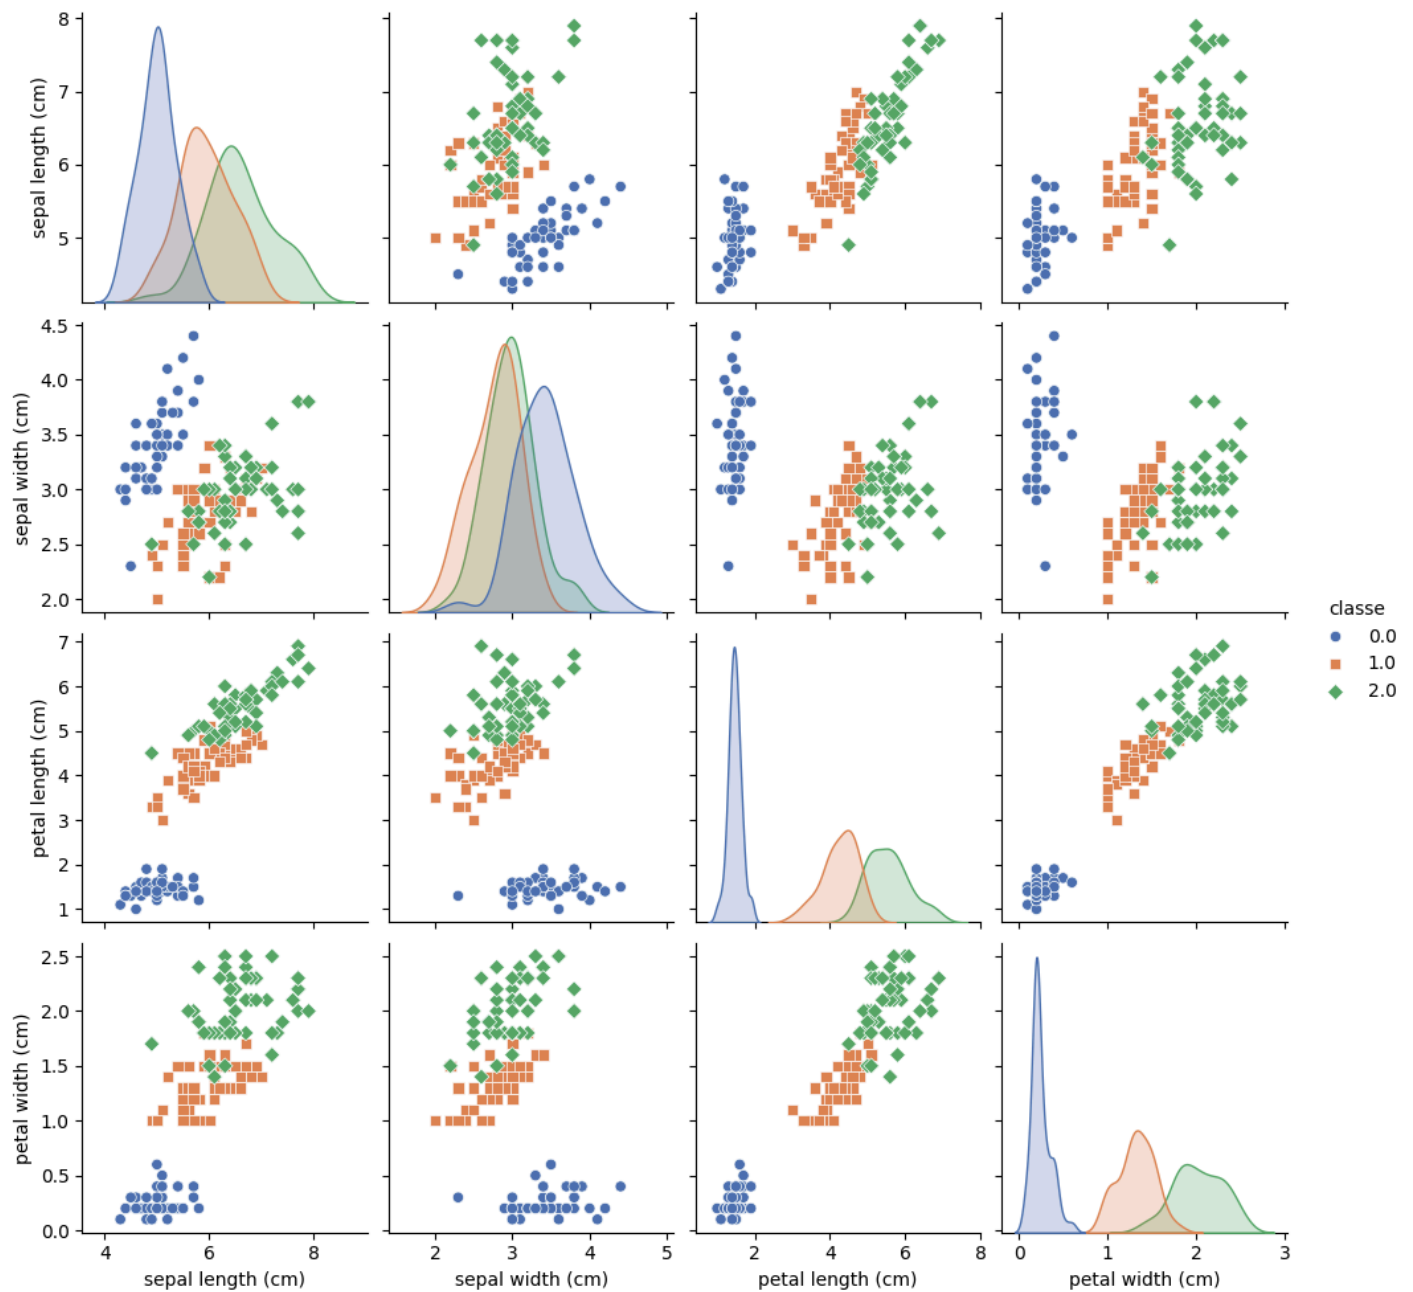 8
7
6
5
sepal length (cm)
4.5
4.0
3.5
3.0
2.5
2.0
sepal width (cm)
classe
0.0
1.0
2.0
7
6
5
4
3
2
1
petal length (cm)
2.5
2.0
1.5
1.0
0.5
0.0
petal width (cm)
4 6 8
2 3 4 5
2 4 6 8
0 1 2 3
sepal length (cm)
sepal width (cm)
petal length (cm)
petal width (cm)